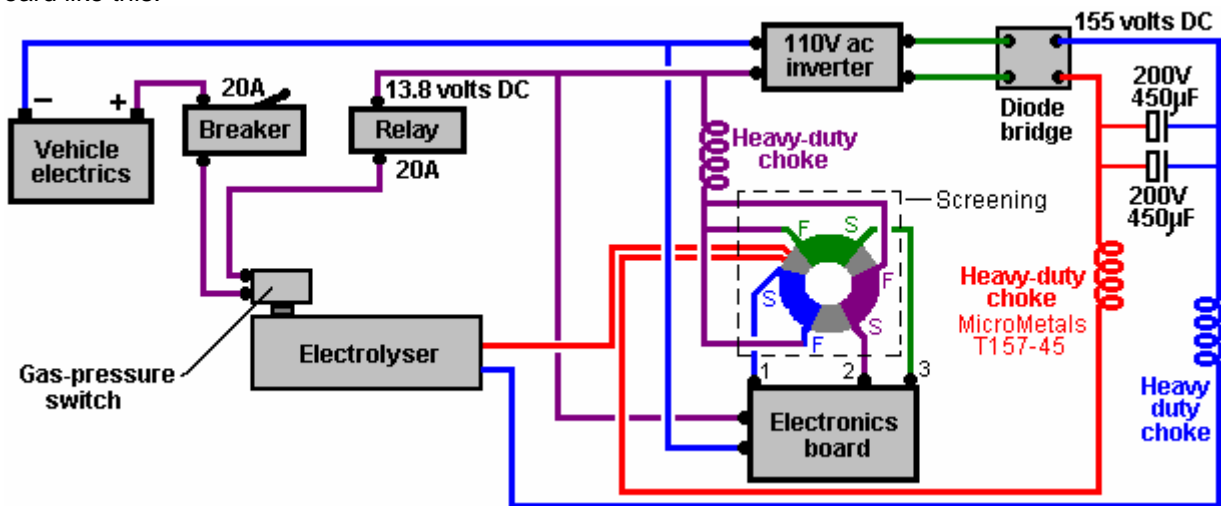 155 volts DC
110V ac
inverter
200V
450µF
20A
13.8 volts DC
− +
Breaker
Relay
Diode
bridge
Vehicle
electrics
Heavy-duty
choke
20A
200V
450µF
Screening
F S
F
S
S
F
Heavy-duty
choke
MicroMetals
T157-45
Electrolyser
Gas-pressure
switch
1 2 3
Heavy
duty
choke
Electronics
board